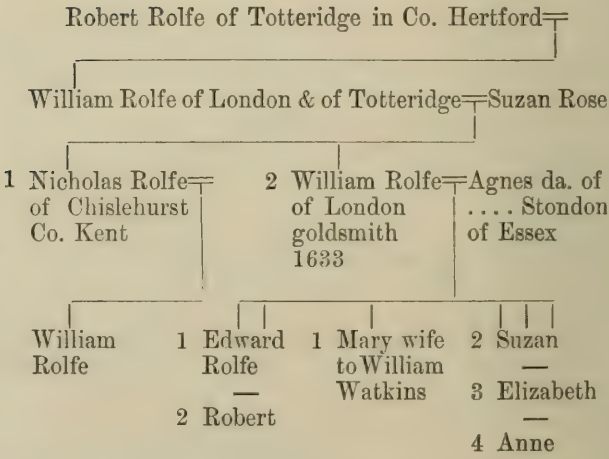 Robert Rolfe of Totteridge in Co. Hertford
William Rolfe of London & of Totteridge Suzan Rose
1 Nicholas Rolfe
of Chislehurst
Co. Kent
2 William Rolfe
of London
goldsmith
1633
Agnes da. of
.... Stondon
of Essex
William
Rolfe
1 Edward
Rolfe
—
2 Robert
1 Mary wife
to William
Watkins
2 Suzan
—
3 Elizabeth
—
4 Anne